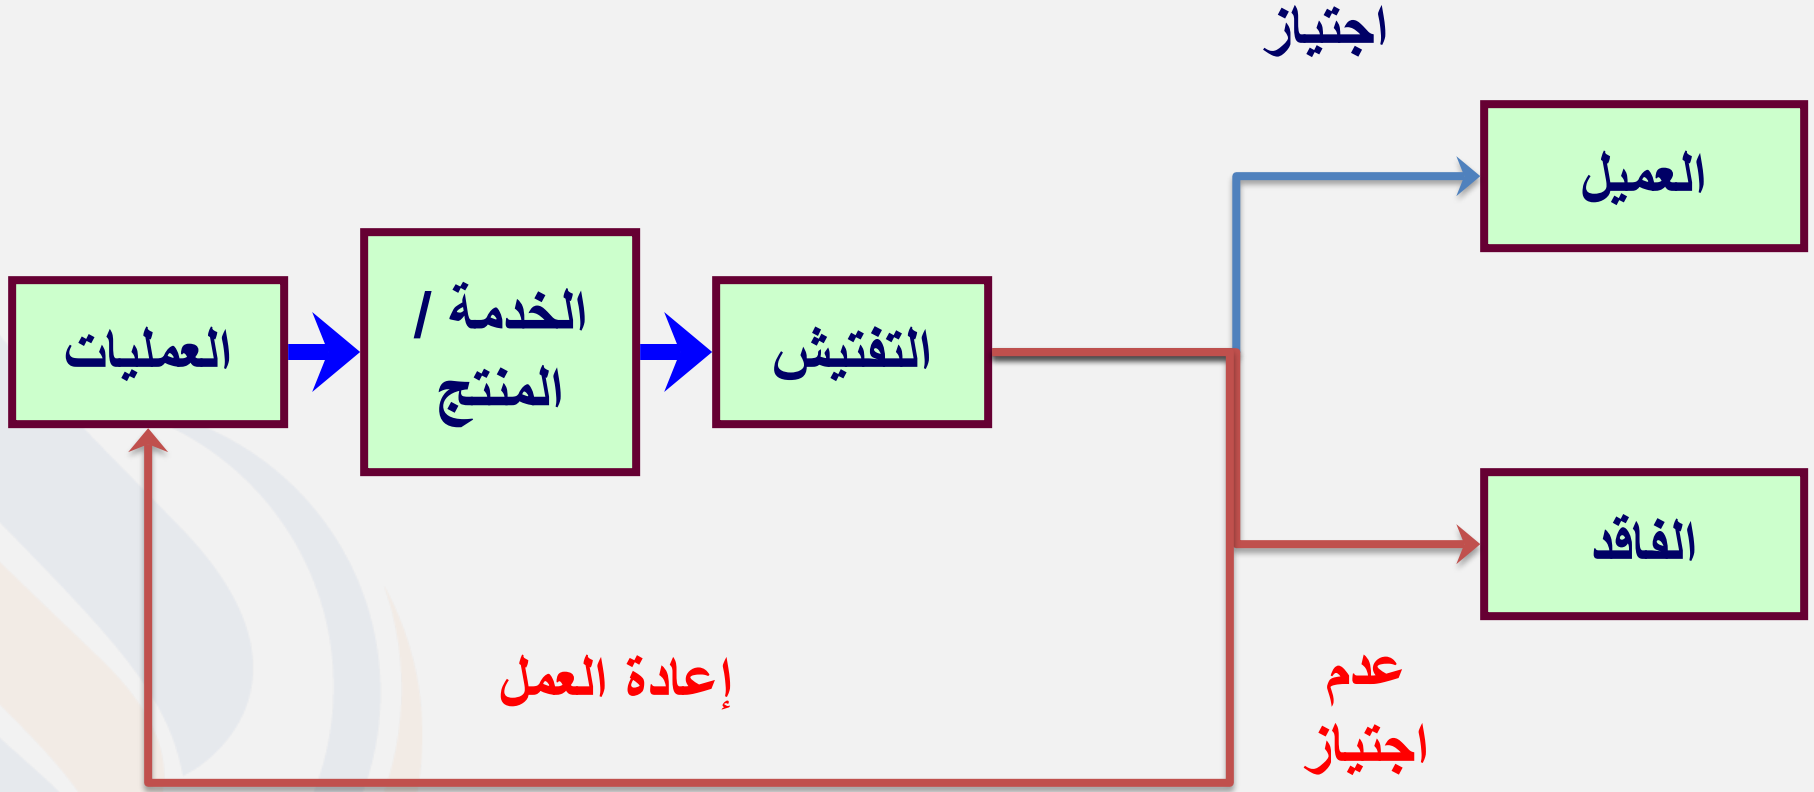 اجتياز
العميل
العمليات
الخدمة /
المنتج
التفتيش
الفاقد
إعادة العمل
عدم
اجتياز